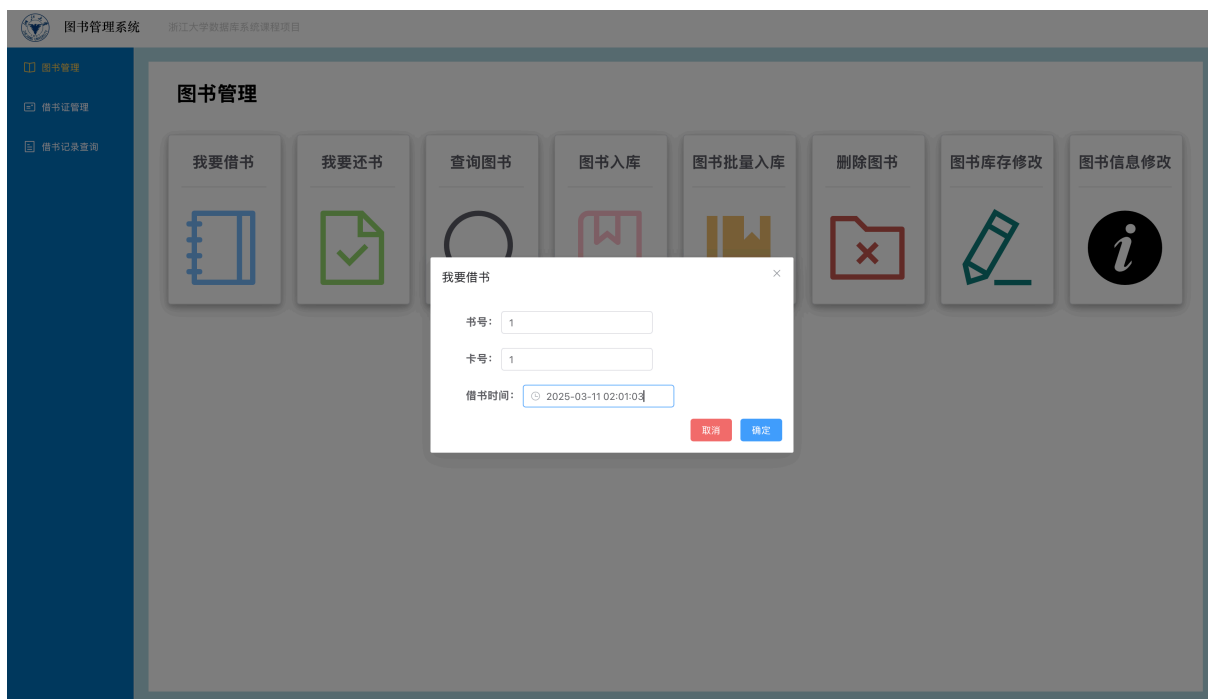 图书管理系统 浙江大学数据库系统课程项目
图书管理
借书证管理
借书记录查询
图书管理
我要借书 我要还书 查询图书 图书入库 图书批量入库 删除图书 图书库存修改 图书信息修改
我要借书
书号: 1
卡号: 1
借书时间: 2025-03-11 02:01:03
取消 确定